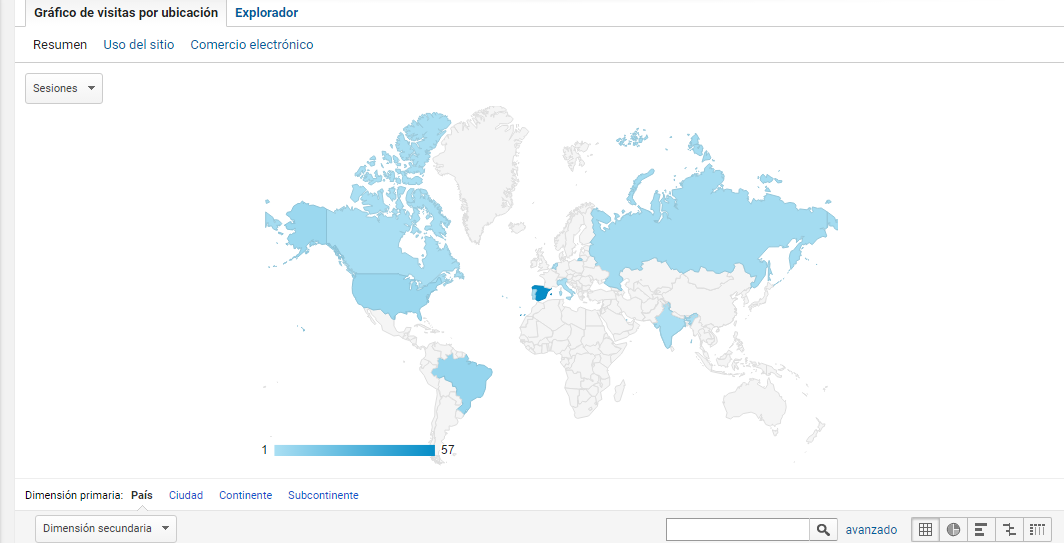 Gráfico de visitas por ubicación Explorador
Resumen Uso del sitio Comercio electrónico
Sesiones
1 57
Dimensión primaria: País Ciudad Continente Subcontinente
Dimensión secundaria avanzado